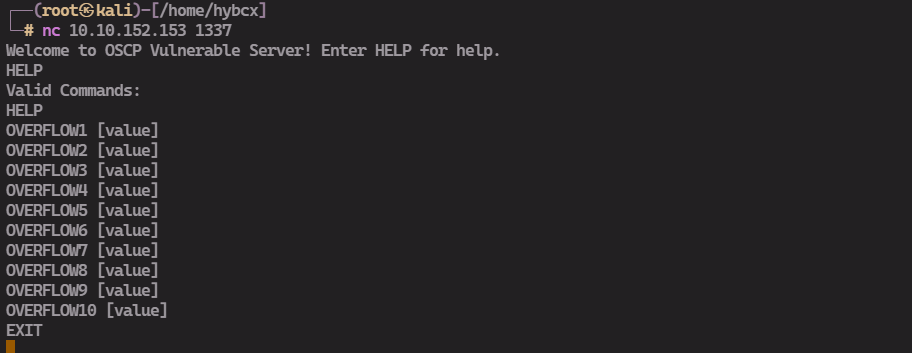 ┌──(root㉿kali)-[/home/hybcx]
└─# nc 10.10.152.153 1337
Welcome to OSCP Vulnerable Server! Enter HELP for help.
HELP
Valid Commands:
HELP
OVERFLOW1 [value]
OVERFLOW2 [value]
OVERFLOW3 [value]
OVERFLOW4 [value]
OVERFLOW5 [value]
OVERFLOW6 [value]
OVERFLOW7 [value]
OVERFLOW8 [value]
OVERFLOW9 [value]
OVERFLOW10 [value]
EXIT